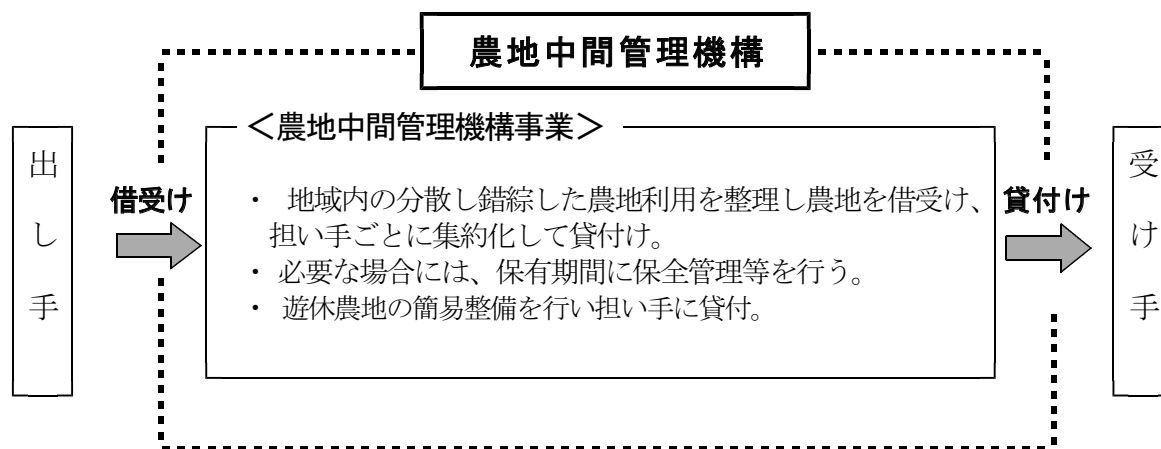 農地中間管理機構
＜農地中間管理機構事業＞
出し手
借受け
・ 地域内の分散し錯綜した農地利用を整理し農地を借受け、
担い手ごとに集約化して貸付け。
・必要な場合には、保有期間に保全管理等を行う。
・ 遊休農地の簡易整備を行い担い手に貸付。
貸付け
受け手